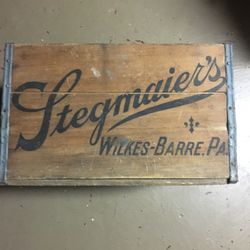 Stegmaier's
WILKES-BARRE, PA.